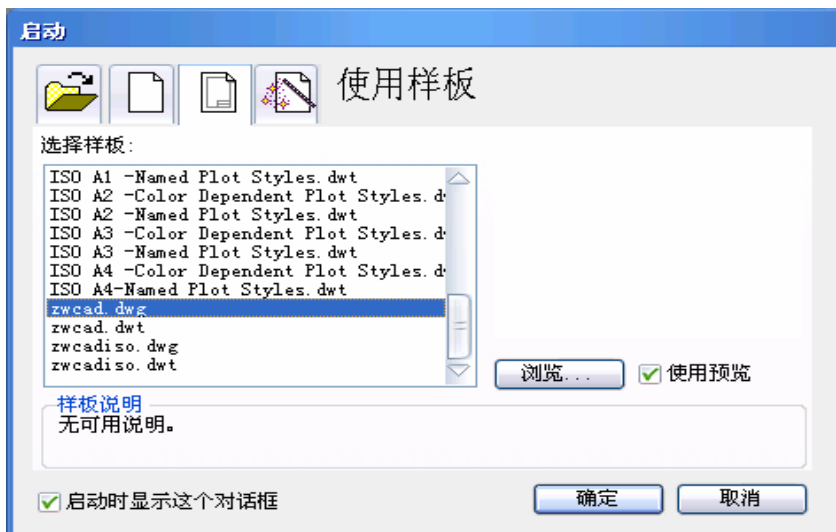 启动
使用样板
选择样板:
ISO A1 -Named Plot Styles.dwt
ISO A2 -Color Dependent Plot Styles.d
ISO A2 -Named Plot Styles.dwt
ISO A3 -Color Dependent Plot Styles.d
ISO A3 -Named Plot Styles.dwt
ISO A4 -Color Dependent Plot Styles.d
ISO A4-Named Plot Styles.dwt
zwcad.dwg
zwcad.dwt
zwcadiso.dwg
zwcadiso.dwt
浏览... 使用预览
样板说明
无可用说明。
启动时显示这个对话框 确定 取消